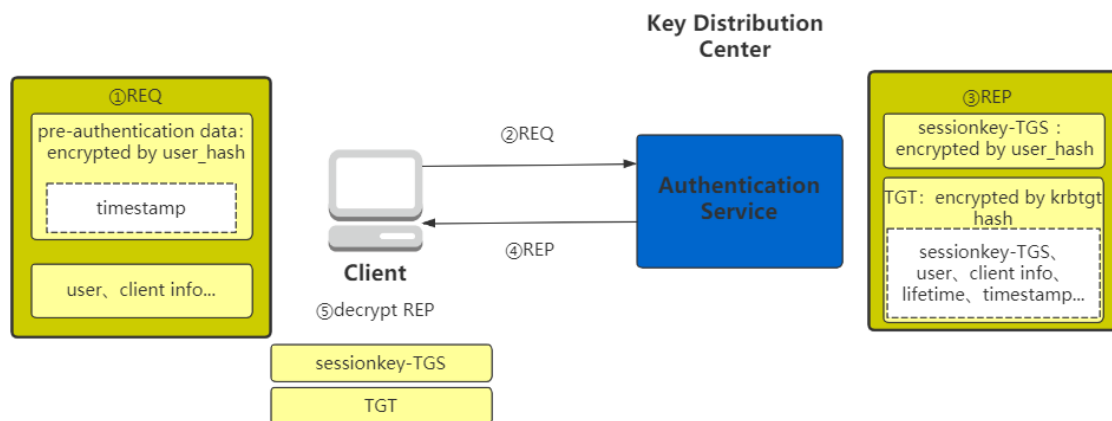 Key Distribution
Center
①REQ
pre-authentication data：
encrypted by user_hash
timestamp
user、client info...
②REQ
Authentication
Service
④REP
Client
⑤decrypt REP
sessionkey-TGS
TGT
③REP
sessionkey-TGS：
encrypted by user_hash
TGT：encrypted by krbtgt
hash
sessionkey-TGS、
user、client info、
lifetime、timestamp...